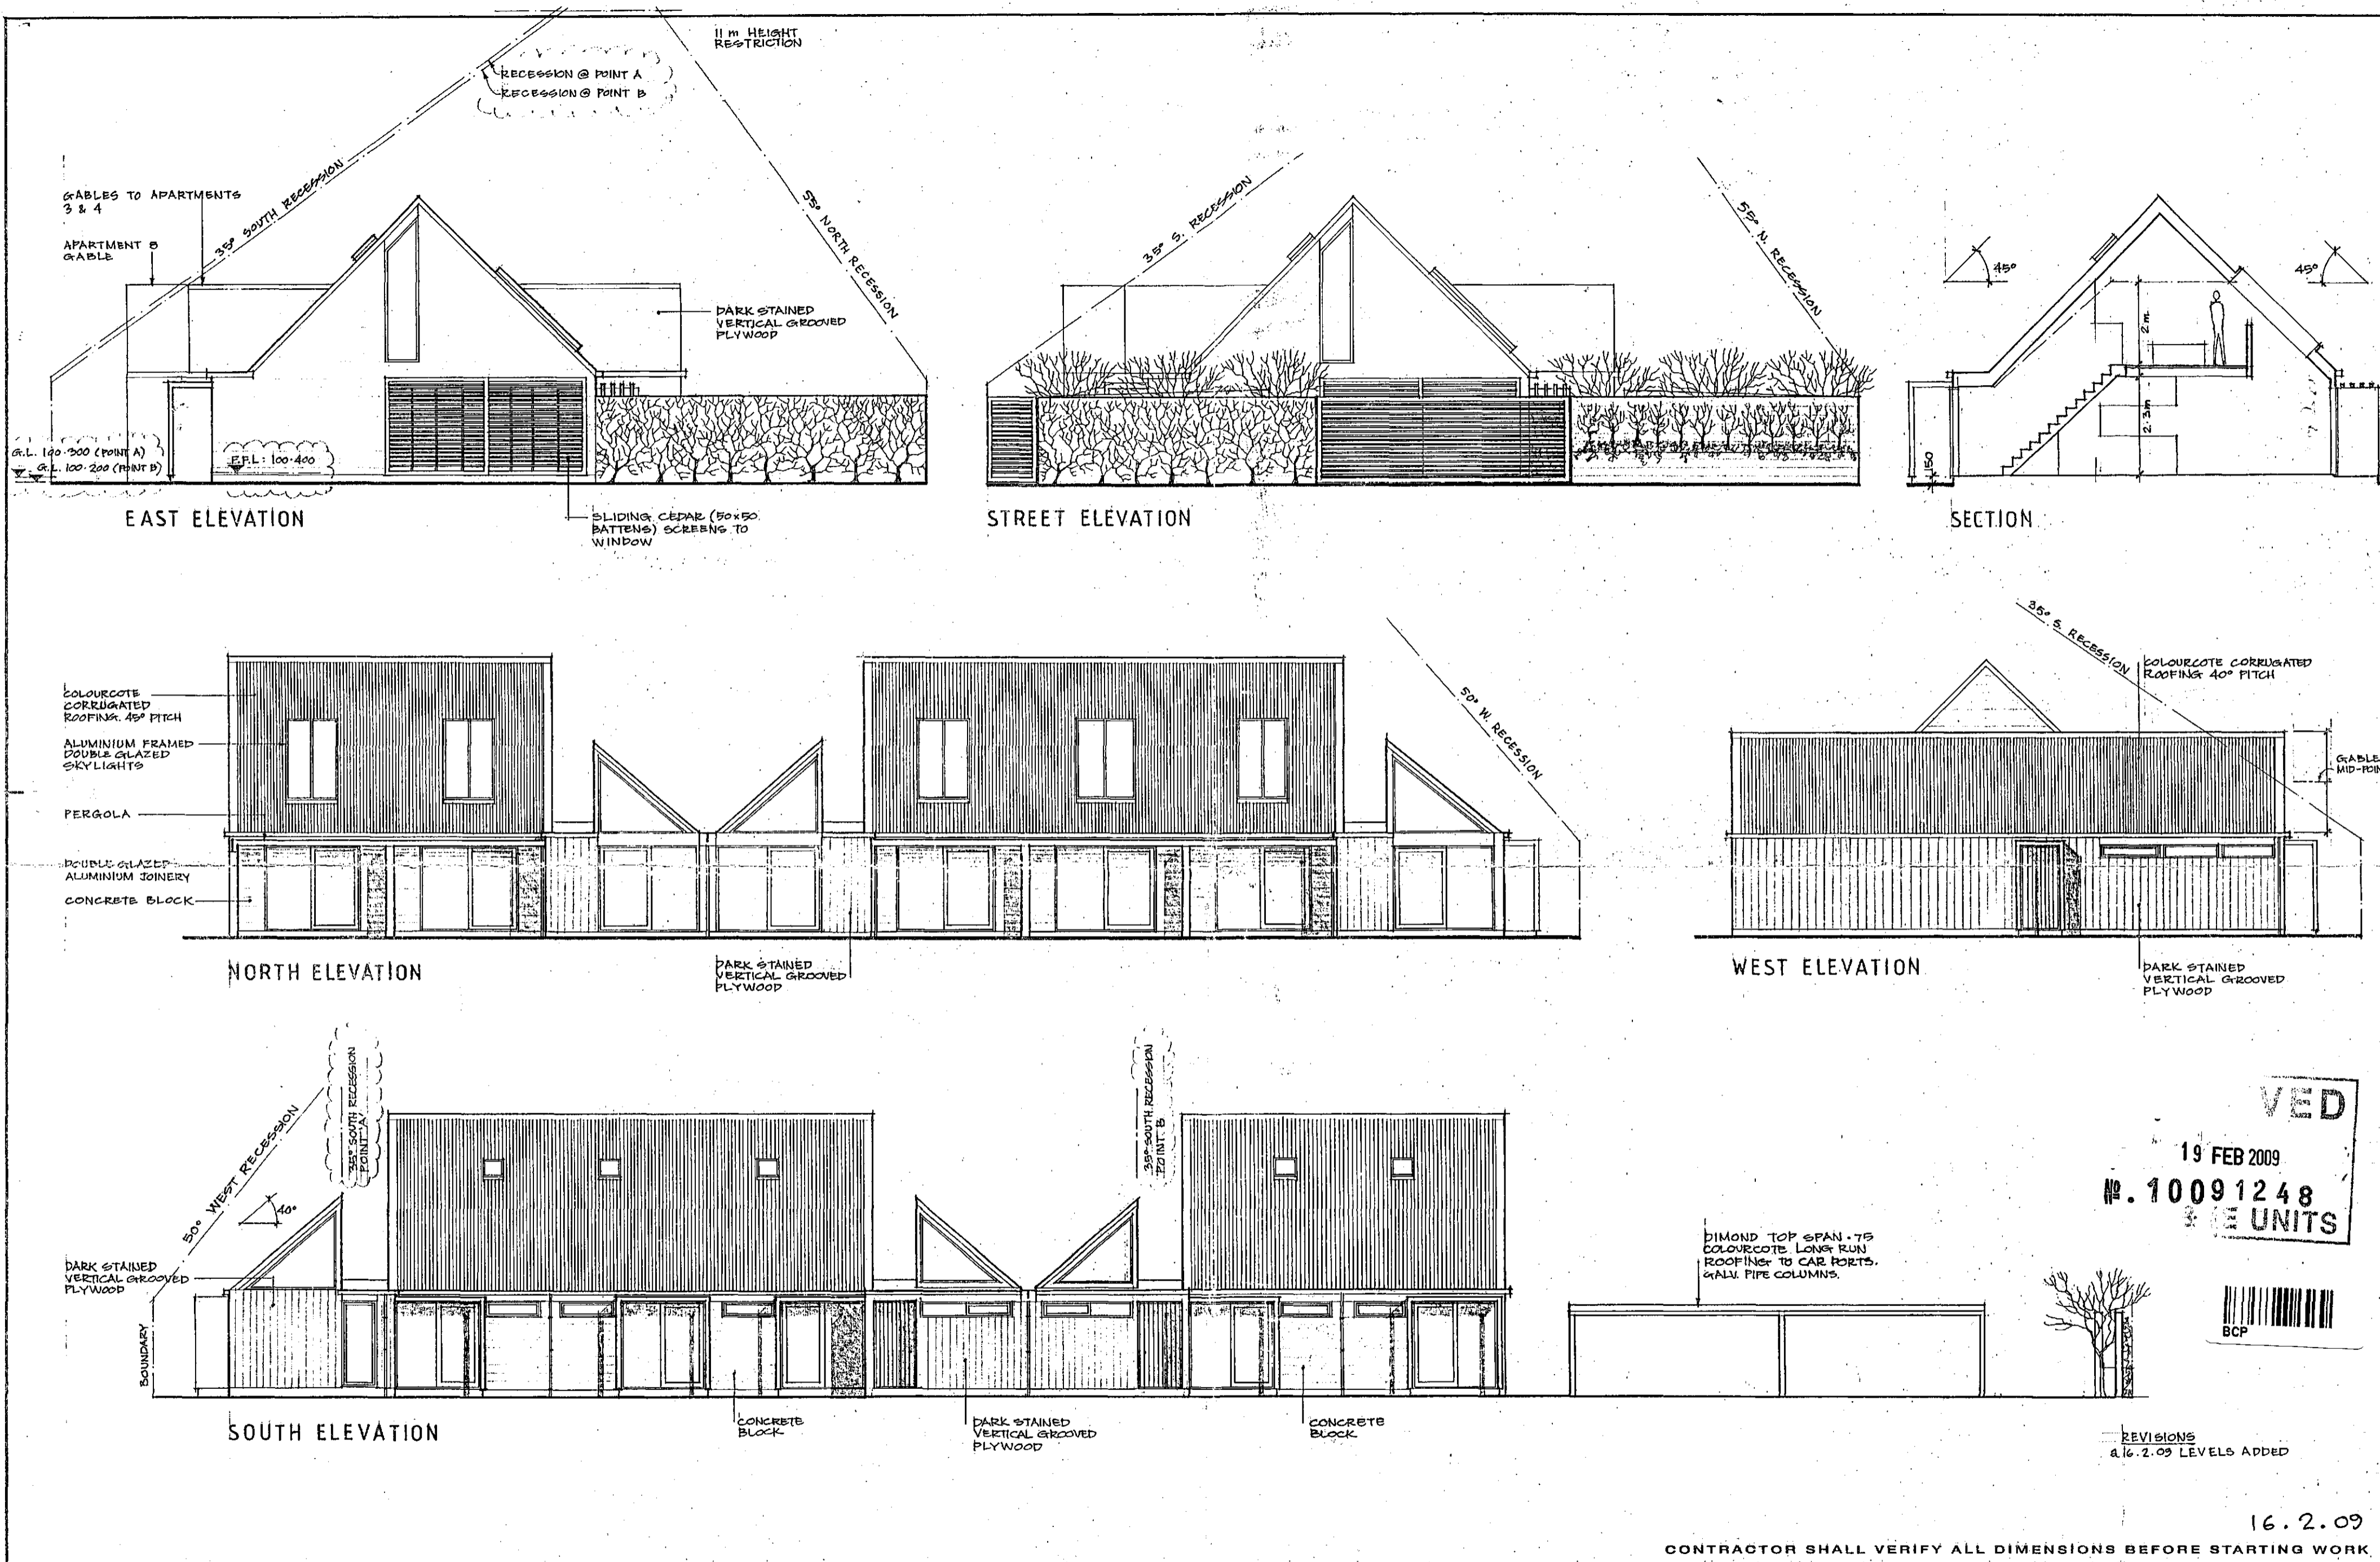 11 m HEIGHT
RESTRICTION
RECESSION @ POINT A
RECESSION @ POINT B
35° SOUTH RECESSION
55° NORTH RECESSION
GABLES TO APARTMENTS
3 & 4
APARTMENT 8
GABLE
DARK STAINED
VERTICAL GROOVED
PLYWOOD
G.L. 100·300 (POINT A)
G.L. 100·200 (POINT B)
F.F.L: 100·400
EAST ELEVATION
SLIDING CEDAR (50×50
BATTENS) SCREENS TO
WINDOW
35° S. RECESSION
55° N. RECESSION
STREET ELEVATION
45°
45°
2m
2·3m
150
SECTION
COLOURCOTE
CORRUGATED
ROOFING. 45° PITCH
ALUMINIUM FRAMED
DOUBLE GLAZED
SKYLIGHTS
PERGOLA
DOUBLE GLAZED
ALUMINIUM JOINERY
CONCRETE BLOCK
50° W. RECESSION
NORTH ELEVATION
DARK STAINED
VERTICAL GROOVED
PLYWOOD
35° S. RECESSION
COLOURCOTE CORRUGATED
ROOFING 40° PITCH
GABLE
MID-POIN
WEST ELEVATION
DARK STAINED
VERTICAL GROOVED
PLYWOOD
50° WEST RECESSION
35° SOUTH RECESSION
POINT 'A'
40°
DARK STAINED
VERTICAL GROOVED
PLYWOOD
BOUNDARY
35° SOUTH RECESSION
POINT B
DIMOND TOP SPAN·75
COLOURCOTE LONG RUN
ROOFING TO CAR PORTS.
GALV. PIPE COLUMNS.
VED
19 FEB 2009
No. 10091248
UNITS
BCP
SOUTH ELEVATION
CONCRETE
BLOCK
DARK STAINED
VERTICAL GROOVED
PLYWOOD
CONCRETE
BLOCK
REVISIONS
a 16.2.09 LEVELS ADDED
16.2.09
CONTRACTOR SHALL VERIFY ALL DIMENSIONS BEFORE STARTING WORK